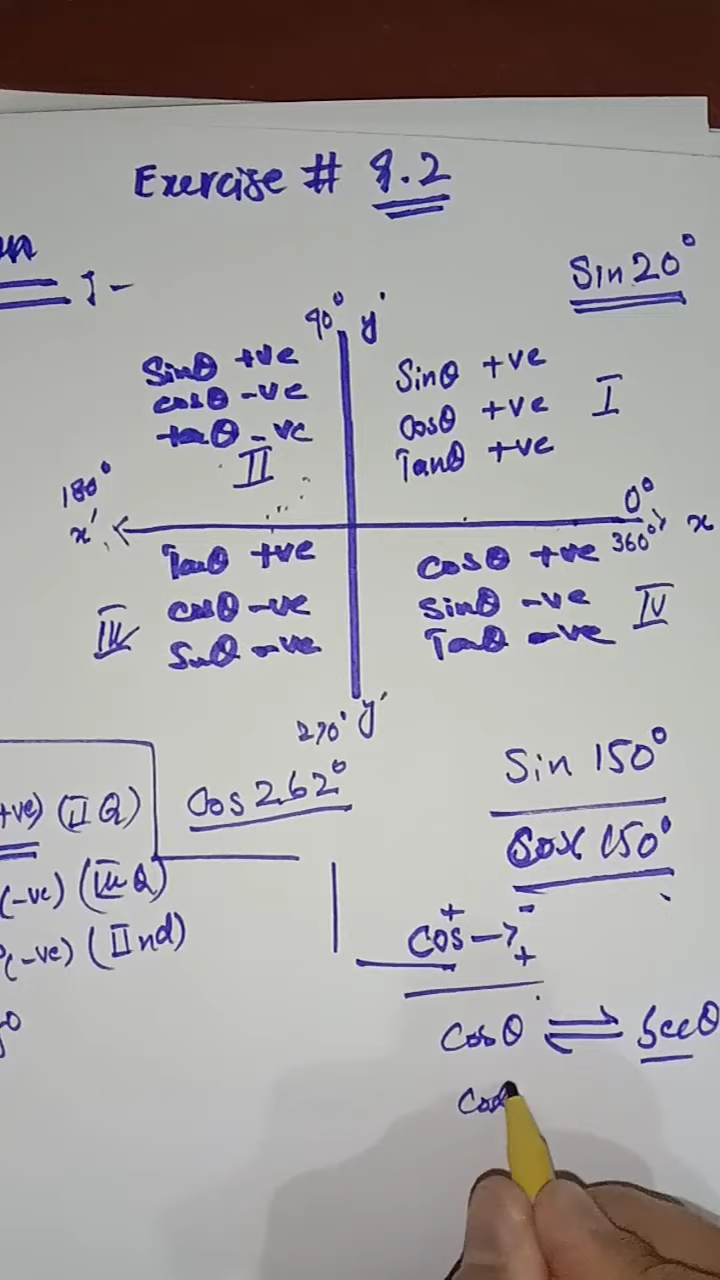 Exercise # 9.2
:-
Sin 20°
90° y
Sinθ +ve
cosθ -ve
tanθ -ve
II
Sinθ +ve
Cosθ +ve
Tanθ +ve
I
180°
x'
0°
360°
x
Tanθ +ve
cosθ -ve
Sinθ -ve
III
cosθ +ve
sinθ -ve
Tanθ -ve
IV
270° y'
Cos 262°
Sin 150°
150°
+ve) (II Q)
(-ve) (III Q)
(-ve) (IInd)
+ -
Cos → +
Cosθ ⇌ Secθ
Cos